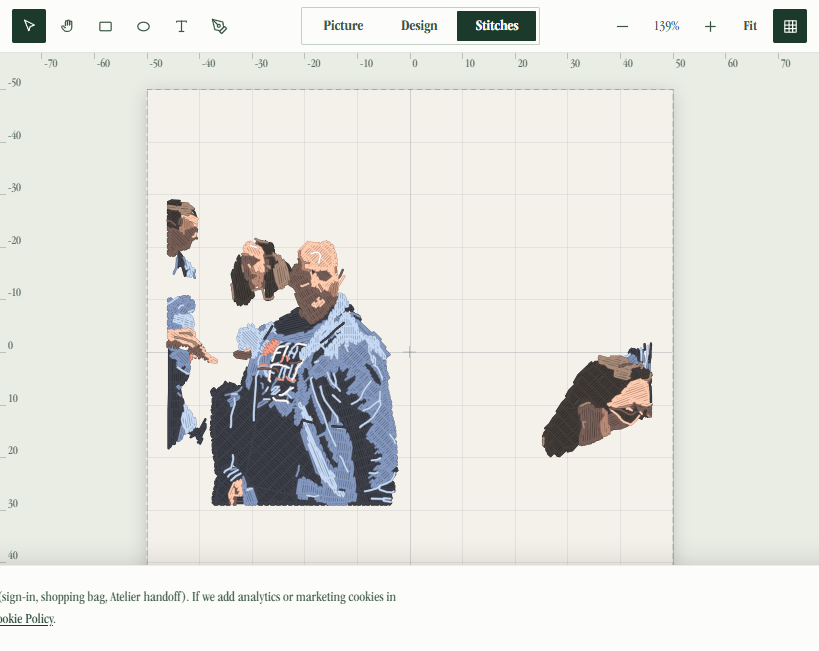 Picture Design Stitches
139% Fit
-70 -60 -50 -40 -30 -20 -10 0 10 20 30 40 50 60 70
-50
-40
-30
-20
-10
0
10
20
30
40
(sign-in, shopping bag, Atelier handoff). If we add analytics or marketing cookies in
ookie Policy.